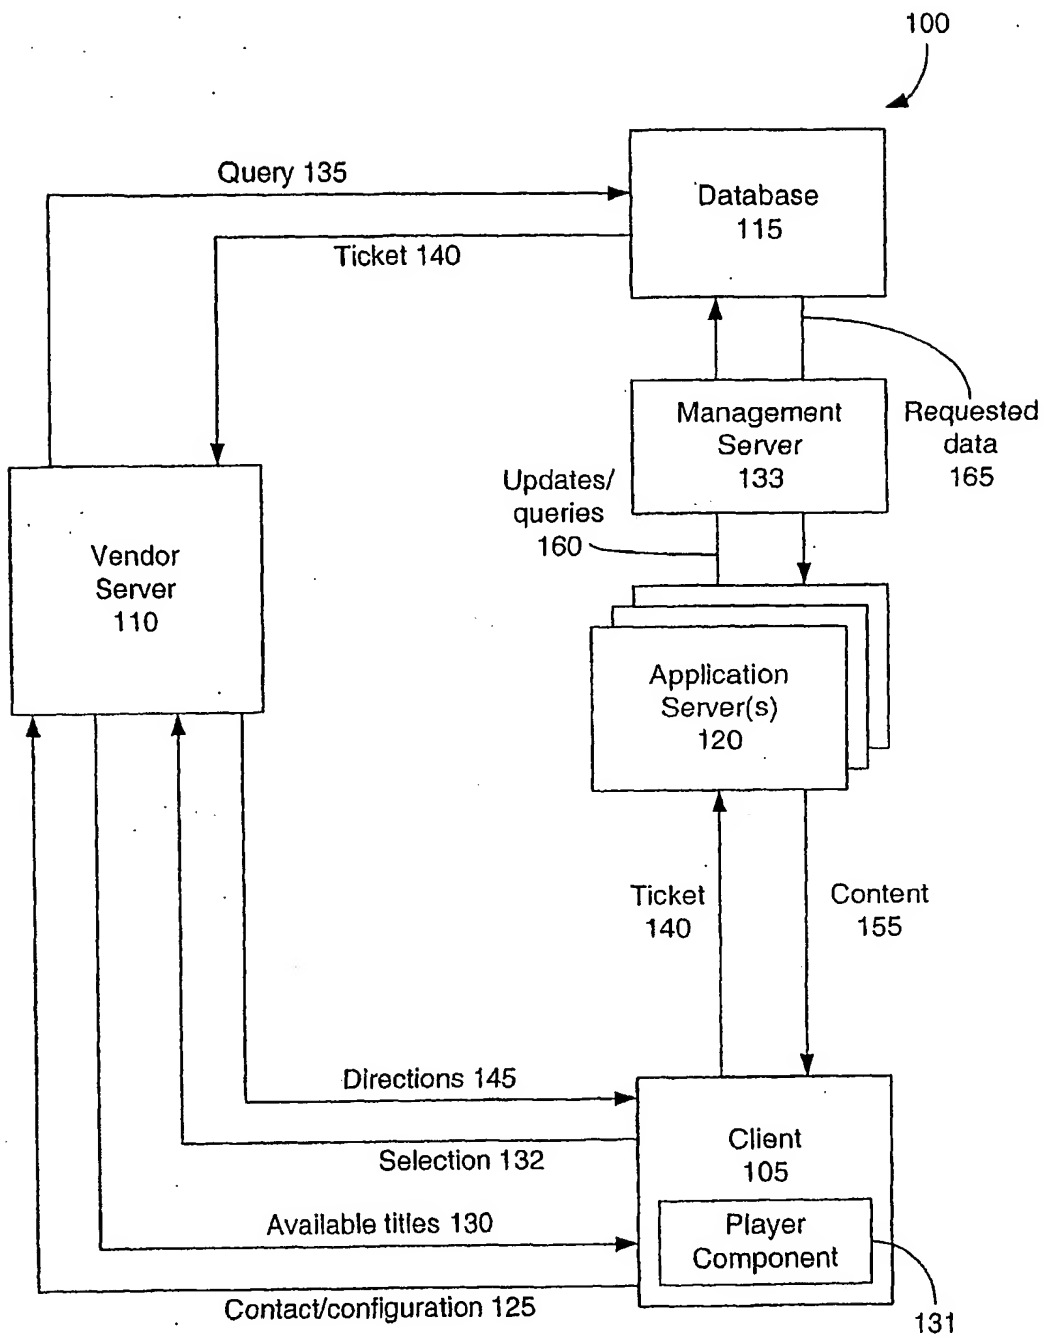 100
Query 135
Database
115
Ticket 140
Management
Server
133
Requested
data
165
Updates/
queries
160
Vendor
Server
110
Application
Server(s)
120
Ticket
140
Content
155
Directions 145
Client
105
Selection 132
Available titles 130
Player
Component
Contact/configuration 125
131